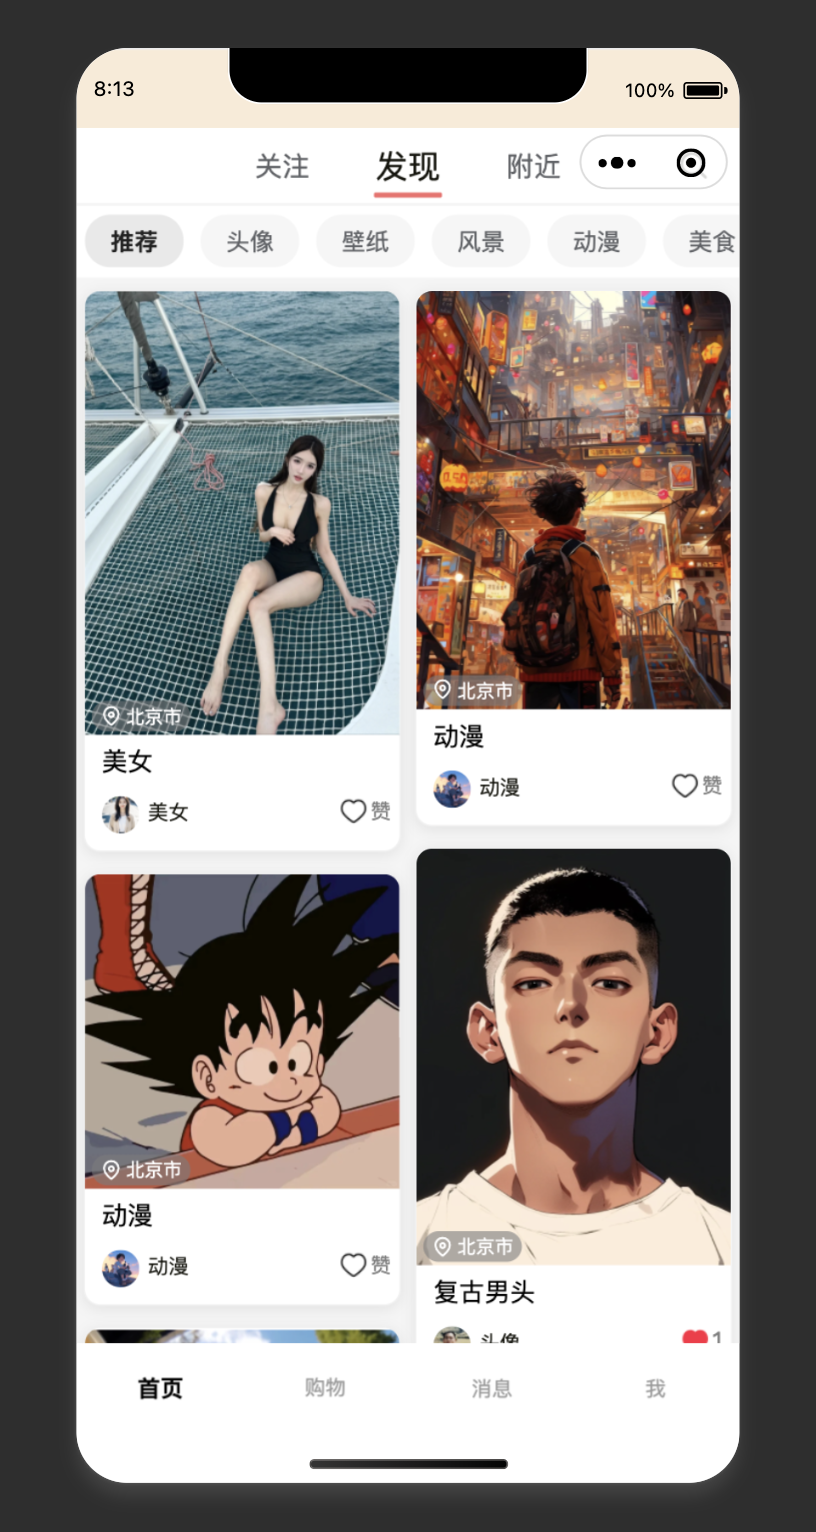 8:13
100%
关注 发现 附近
推荐 头像 壁纸 风景 动漫 美食
北京市
美女
美女
赞
北京市
动漫
动漫
赞
北京市
动漫
动漫
赞
北京市
复古男头
头像
1
首页 购物 消息 我